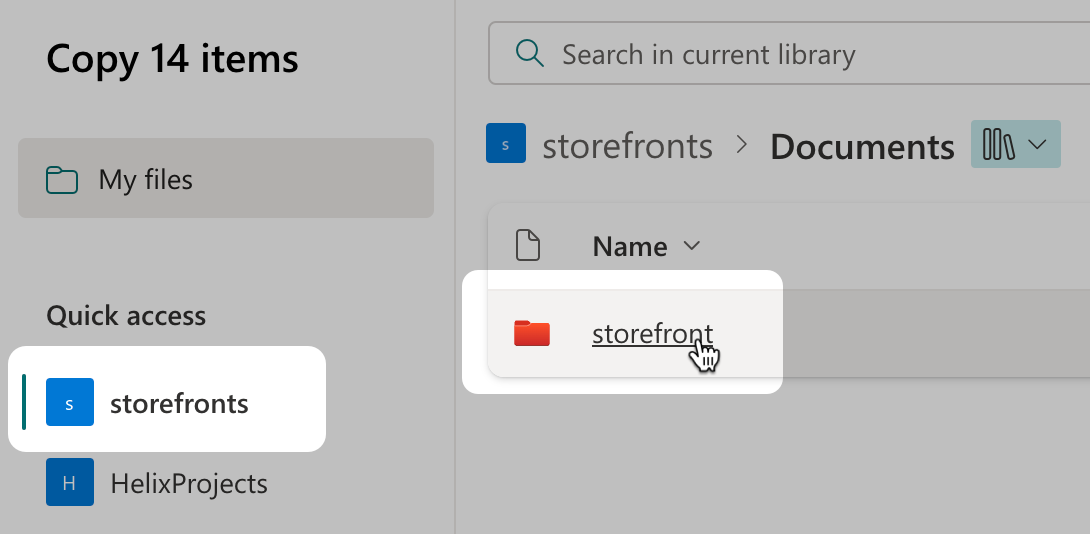 Copy 14 items
My files
Quick access
s
storefronts
H
HelixProjects
Search in current library
s
storefronts > Documents
Name
storefront